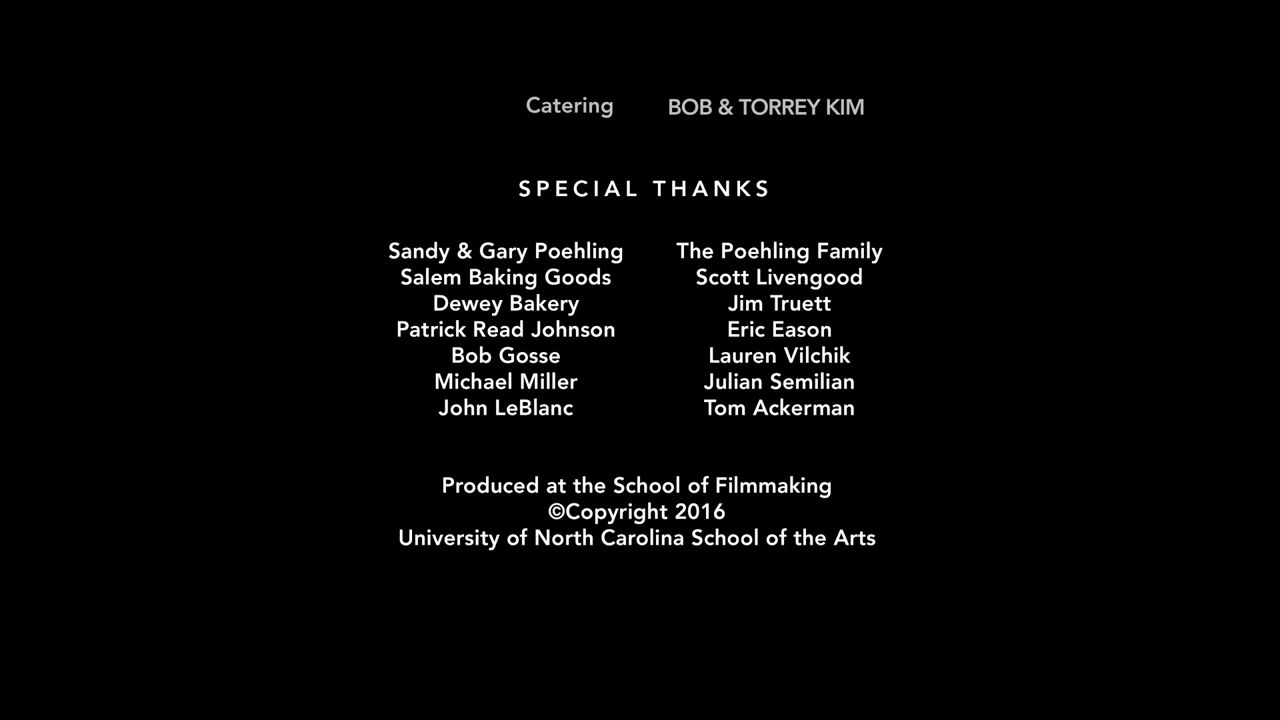 Catering BOB & TORREY KIM
SPECIAL THANKS
Sandy & Gary Poehling The Poehling Family
Salem Baking Goods Scott Livengood
Dewey Bakery Jim Truett
Patrick Read Johnson Eric Eason
Bob Gosse Lauren Vilchik
Michael Miller Julian Semilian
John LeBlanc Tom Ackerman
Produced at the School of Filmmaking
©Copyright 2016
University of North Carolina School of the Arts